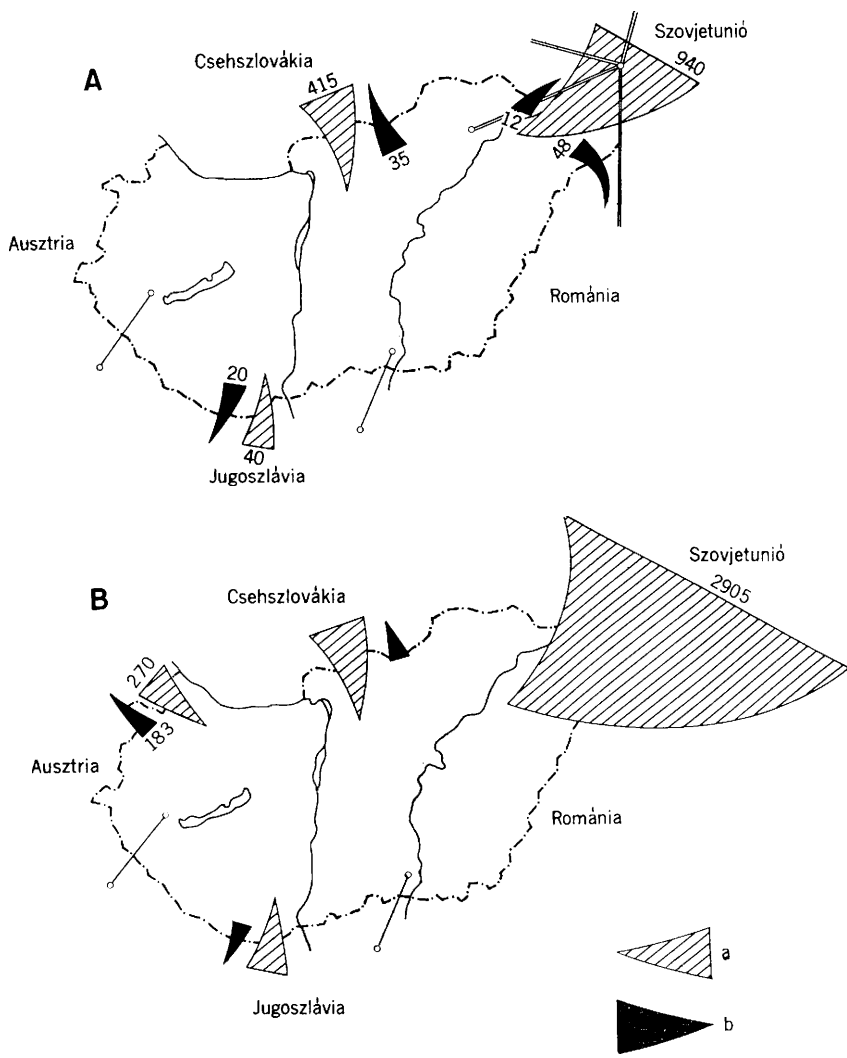 A
Csehszlovákia
Szovjetunió
415
940
12
35
48
Ausztria
Románia
20
40
Jugoszlávia
B
Csehszlovákia
Szovjetunió
2905
270
183
Ausztria
Románia
a
Jugoszlávia
b